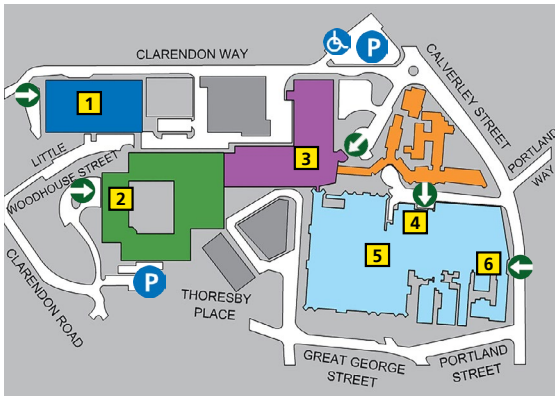 CLARENDON WAY
P
CALVERLEY STREET
1
LITTLE
WOODHOUSE STREET
PORTLAND
WAY
3
2
4
5
6
CLARENDON ROAD
P
THORESBY
PLACE
GREAT GEORGE
STREET
PORTLAND
STREET